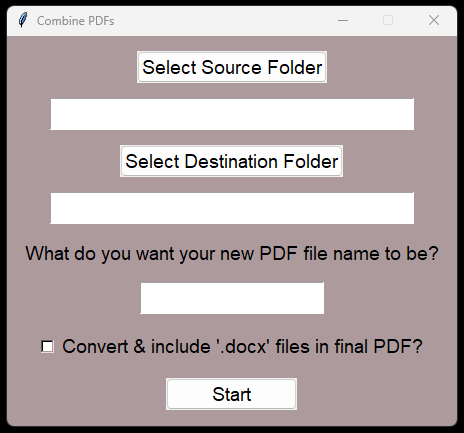 Combine PDFs
Select Source Folder
Select Destination Folder
What do you want your new PDF file name to be?
Convert & include '.docx' files in final PDF?
Start